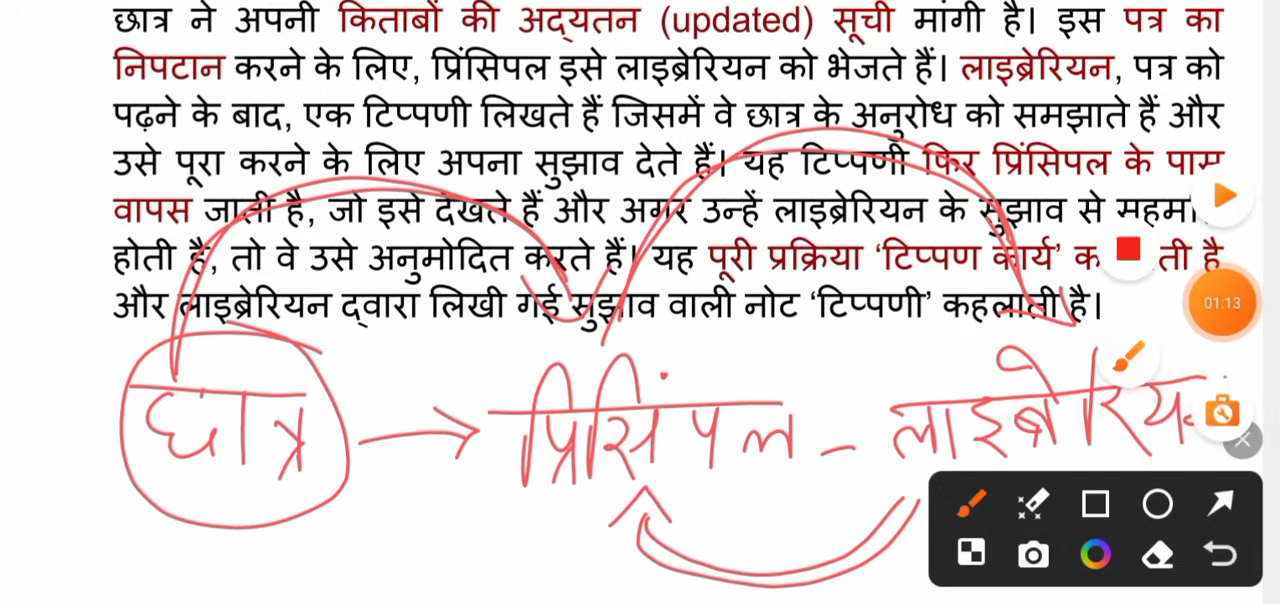 छात्र ने अपनी किताबों की अद्यतन (updated) सूची मांगी है। इस पत्र का
निपटान करने के लिए, प्रिंसिपल इसे लाइब्रेरियन को भेजते हैं। लाइब्रेरियन, पत्र को
पढ़ने के बाद, एक टिप्पणी लिखते हैं जिसमें वे छात्र के अनुरोध को समझाते हैं और
उसे पूरा करने के लिए अपना सुझाव देते हैं। यह टिप्पणी फिर प्रिंसिपल के पास
वापस जाती है, जो इसे देखते हैं और अगर उन्हें लाइब्रेरियन के सुझाव से
होती है, तो वे उसे अनुमोदित करते हैं। यह पूरी प्रक्रिया ‘टिप्पण कार्य’ है
और लाइब्रेरियन द्वारा लिखी गई सुझाव वाली नोट ‘टिप्पणी’ कहलाती है।
01:13
छात्र → प्रिंसिपल -